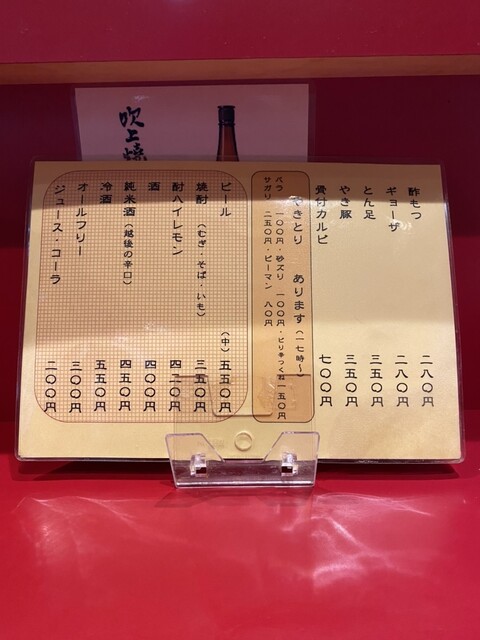 吹上焼
酢もつ 二八〇円
ギョーザ 二八〇円
とん足 三五〇円
やき豚 三五〇円
骨付カルビ 七〇〇円
やきとり あります（一七時～）
バラ 一〇〇円・砂ズリ 一〇〇円・ピリ辛つくね 一五〇円
サガリ 二五〇円・ピーマン 八〇円
ビール （中）五五〇円
焼酎（むぎ・そば・いも） 三五〇円
酎ハイレモン 四二〇円
酒 四〇〇円
純米酒（越後の辛口） 四五〇円
冷酒 五五〇円
オールフリー 三〇〇円
ジュース・コーラ 二〇〇円